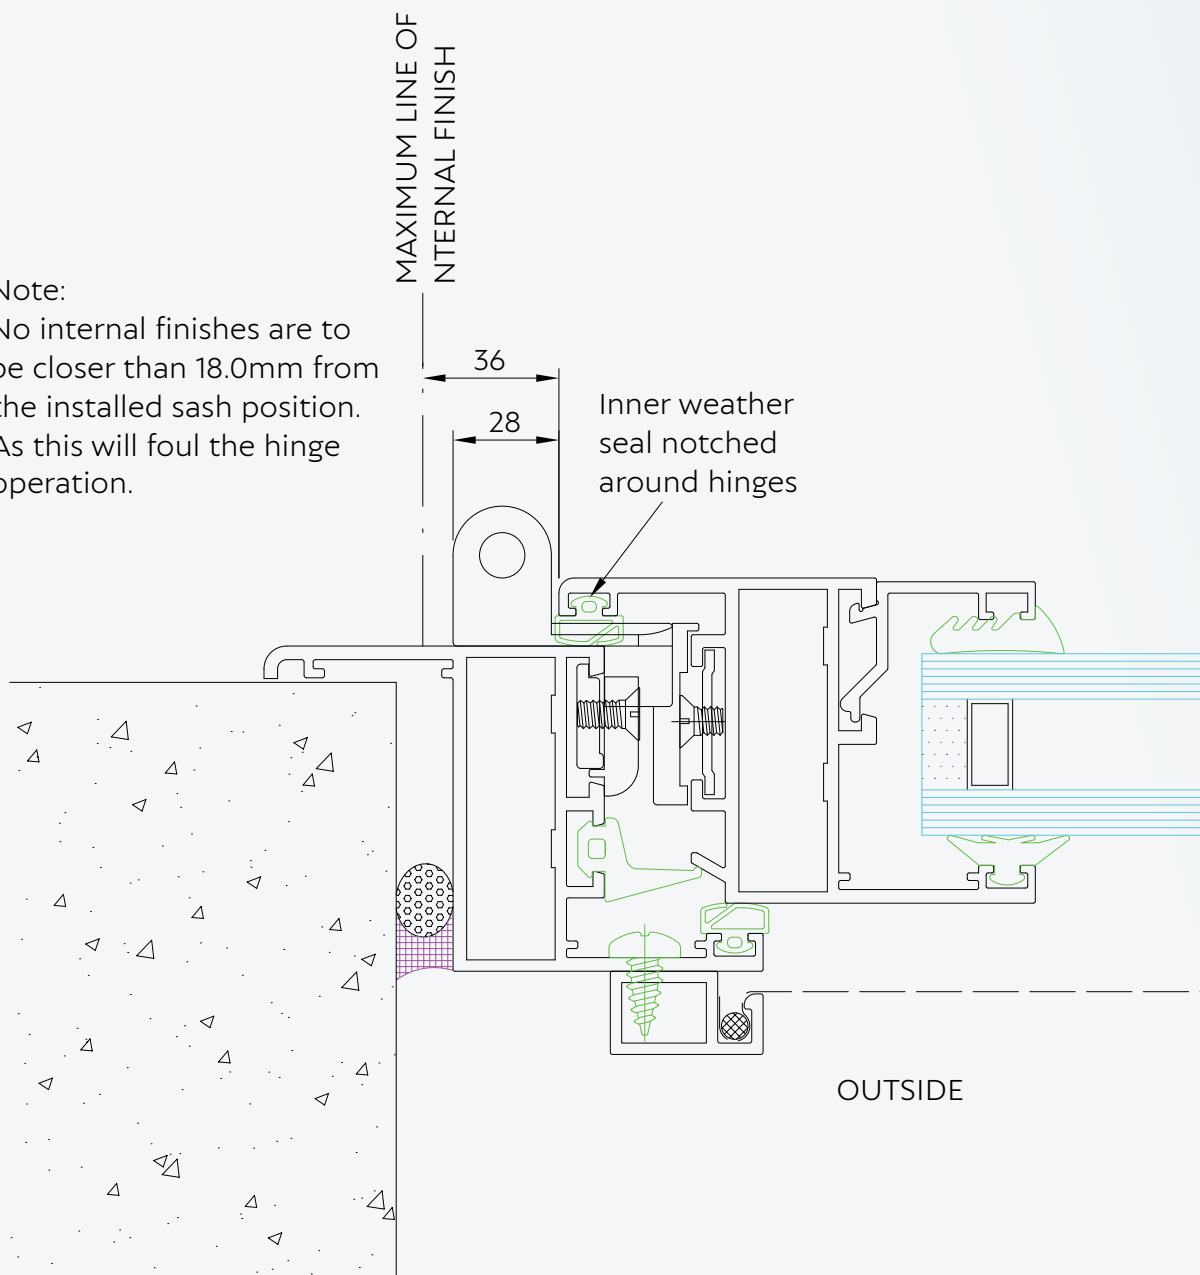 MAXIMUM LINE OF
NTERNAL FINISH
Note:
No internal finishes are to
be closer than 18.0mm from
the installed sash position.
As this will foul the hinge
operation.
36
28
Inner weather
seal notched
around hinges
OUTSIDE